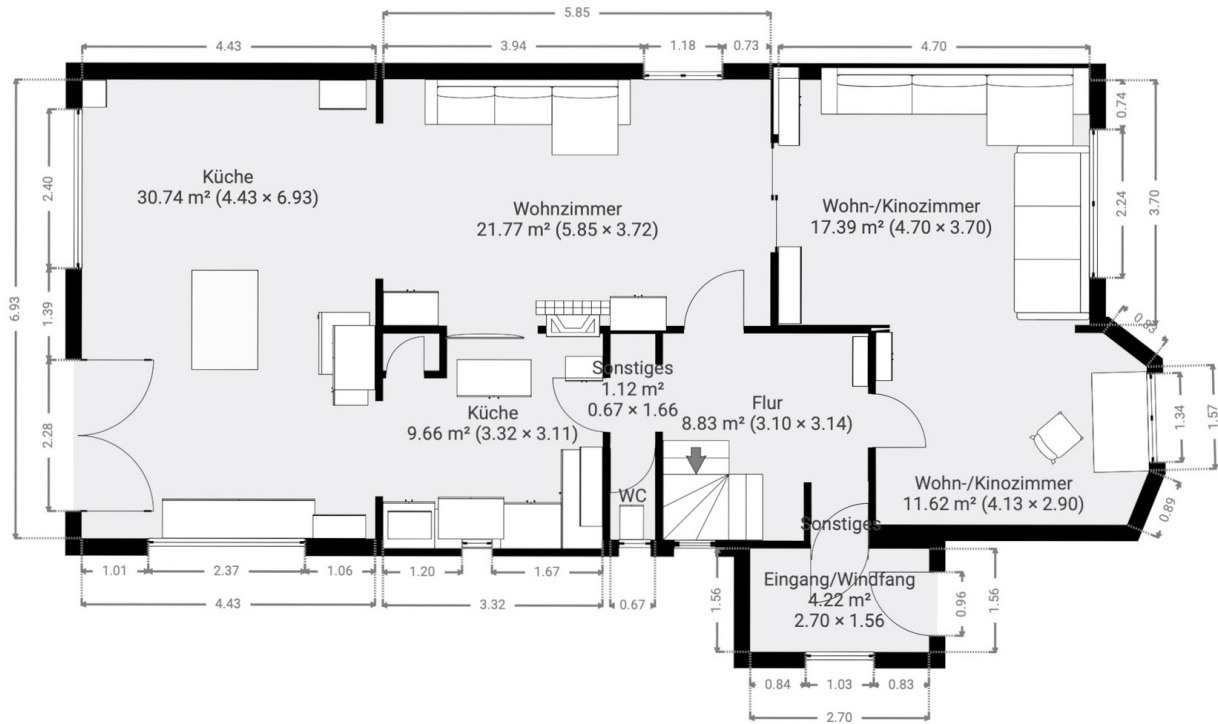 5.85
4.43
3.94
1.18
0.73
4.70
0.74
2.40
Küche
30.74 m² (4.43 × 6.93)
Wohnzimmer
21.77 m² (5.85 × 3.72)
Wohn-/Kinozimmer
17.39 m² (4.70 × 3.70)
2.24
3.70
6.93
1.39
0.83
Sonstiges
1.12 m²
0.67 × 1.66
Küche
9.66 m² (3.32 × 3.11)
Flur
8.83 m² (3.10 × 3.14)
1.34
1.57
2.28
Wohn-/Kinozimmer
11.62 m² (4.13 × 2.90)
WC
Sonstiges
0.89
1.01
2.37
1.06
1.20
1.67
0.67
4.43
3.32
Eingang/Windfang
4.22 m²
2.70 × 1.56
1.56
0.96
1.56
0.84
1.03
0.83
2.70